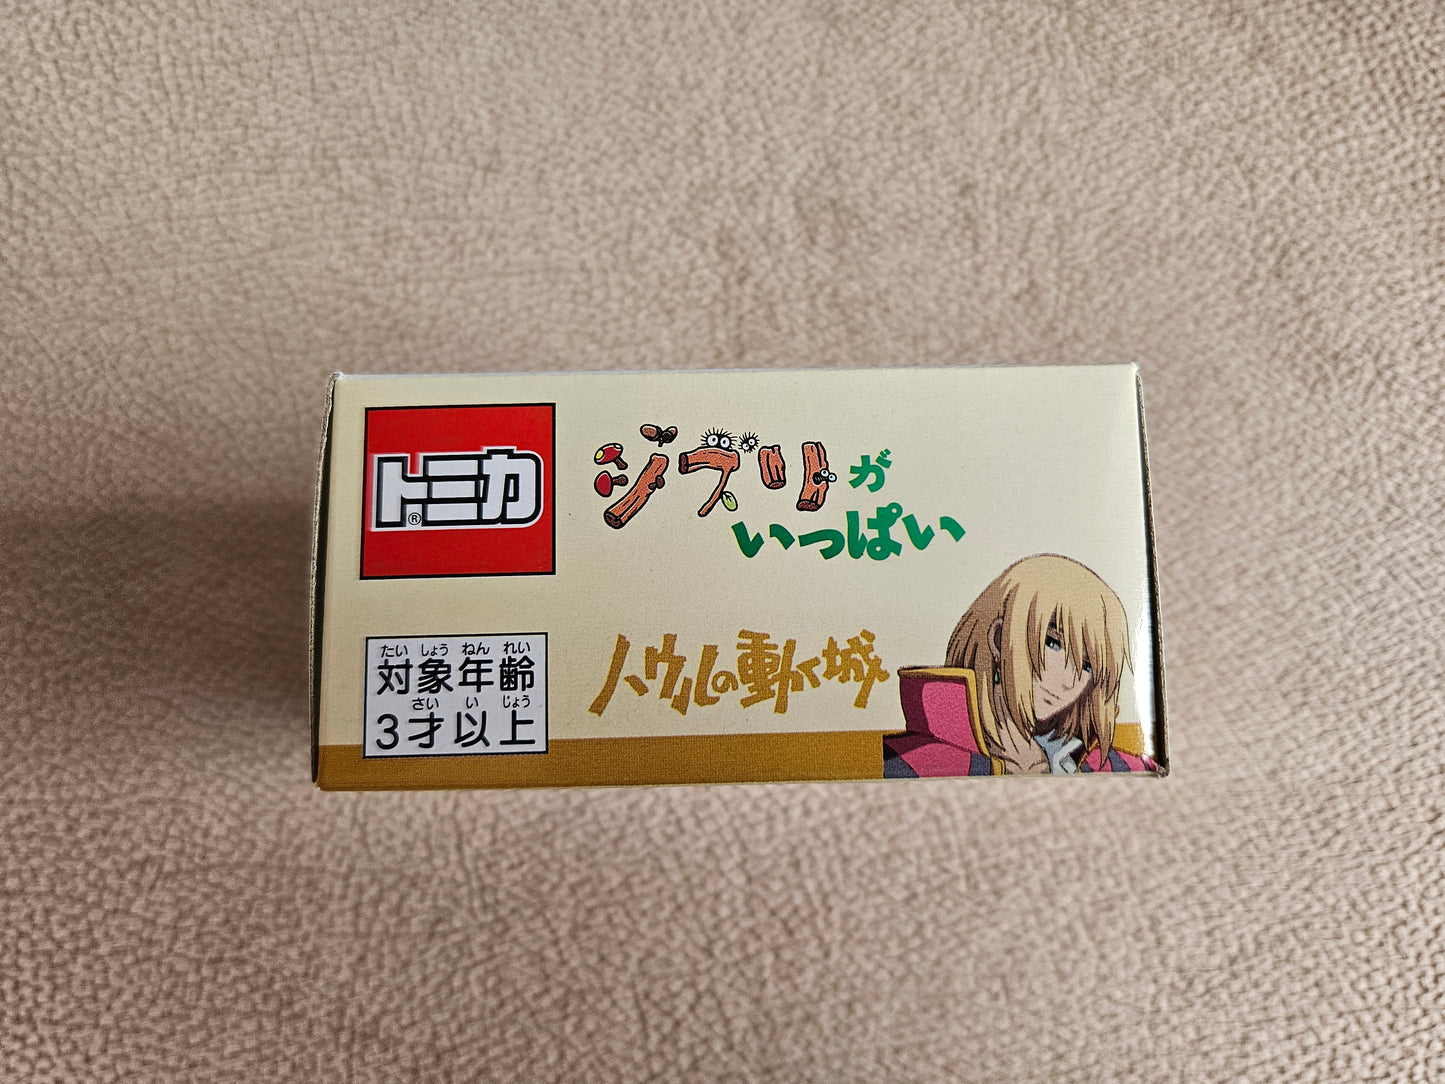 トミカ®
ジブリが
いっぱい
たいしょうねんれい
対象年齢
さいいじょう
3才以上
ハウルの動く城